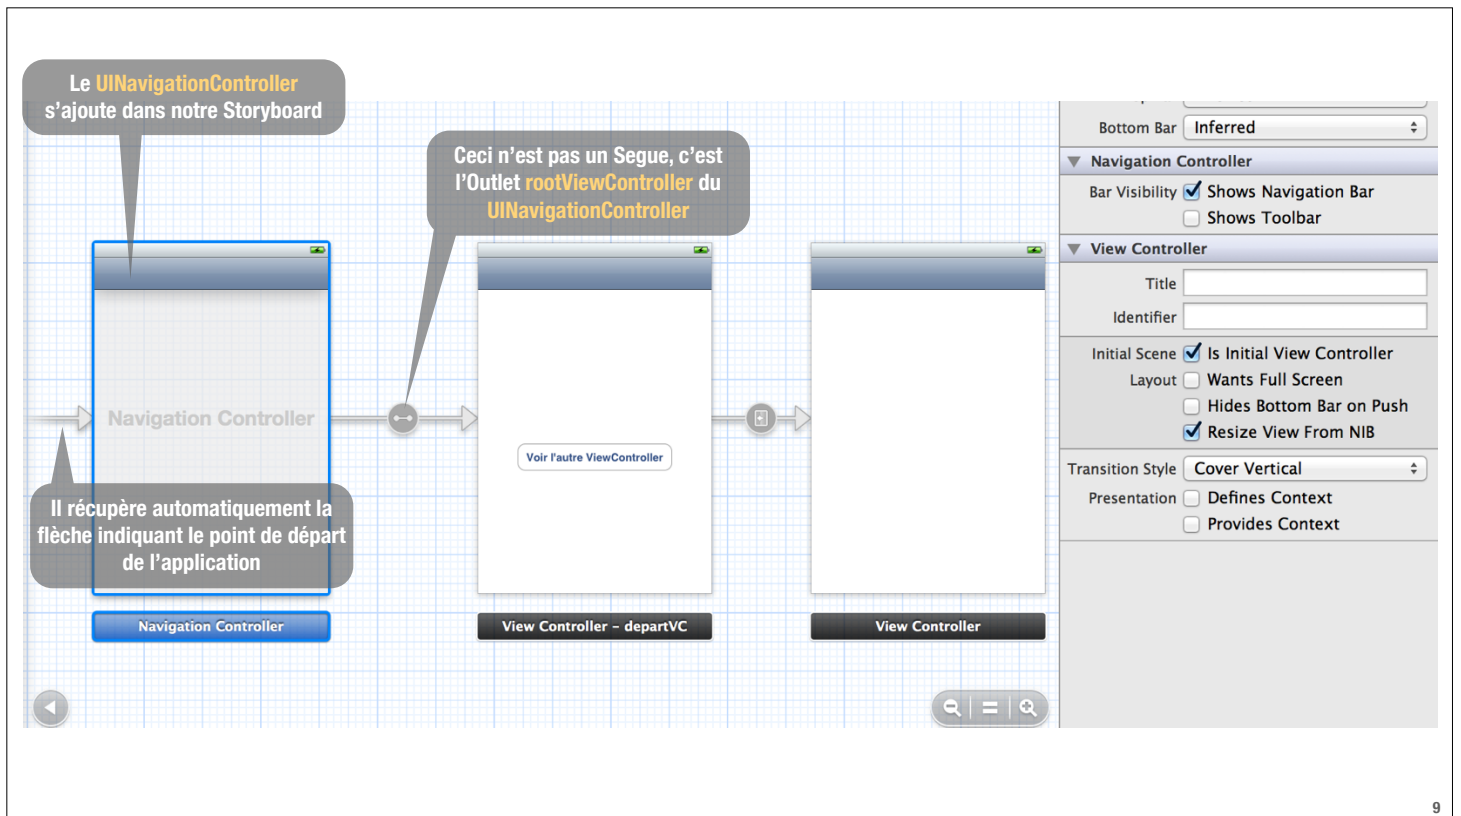 Le UINavigationController
s'ajoute dans notre Storyboard
Ceci n'est pas un Segue, c'est
l'Outlet rootViewController du
UINavigationController
Navigation Controller
Voir l'autre ViewController
Il récupère automatiquement la
flèche indiquant le point de départ
de l'application
Navigation Controller
View Controller – departVC
View Controller
Bottom Bar Inferred
Navigation Controller
Bar Visibility Shows Navigation Bar
Shows Toolbar
View Controller
Title
Identifier
Initial Scene Is Initial View Controller
Layout Wants Full Screen
Hides Bottom Bar on Push
Resize View From NIB
Transition Style Cover Vertical
Presentation Defines Context
Provides Context
9